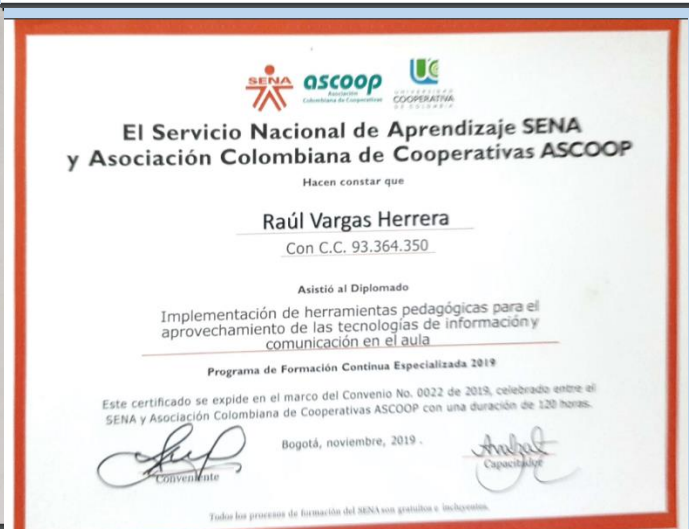 SENA
ascoop
Asociación
Colombiana de Cooperativas
UNIVERSIDAD
COOPERATIVA
DE COLOMBIA
El Servicio Nacional de Aprendizaje SENA
y Asociación Colombiana de Cooperativas ASCOOP
Hacen constar que
Raúl Vargas Herrera
Con C.C. 93.364.350
Asistió al Diplomado
Implementación de herramientas pedagógicas para el
aprovechamiento de las tecnologías de información y
comunicación en el aula
Programa de Formación Continua Especializada 2019
Este certificado se expide en el marco del Convenio No. 0022 de 2019, celebrado entre el
SENA y Asociación Colombiana de Cooperativas ASCOOP con una duración de 120 horas.
Bogotá, noviembre, 2019 .
Conveniente
Capacitador
Todos los procesos de formación del SENA son gratuitos e incluyentes.